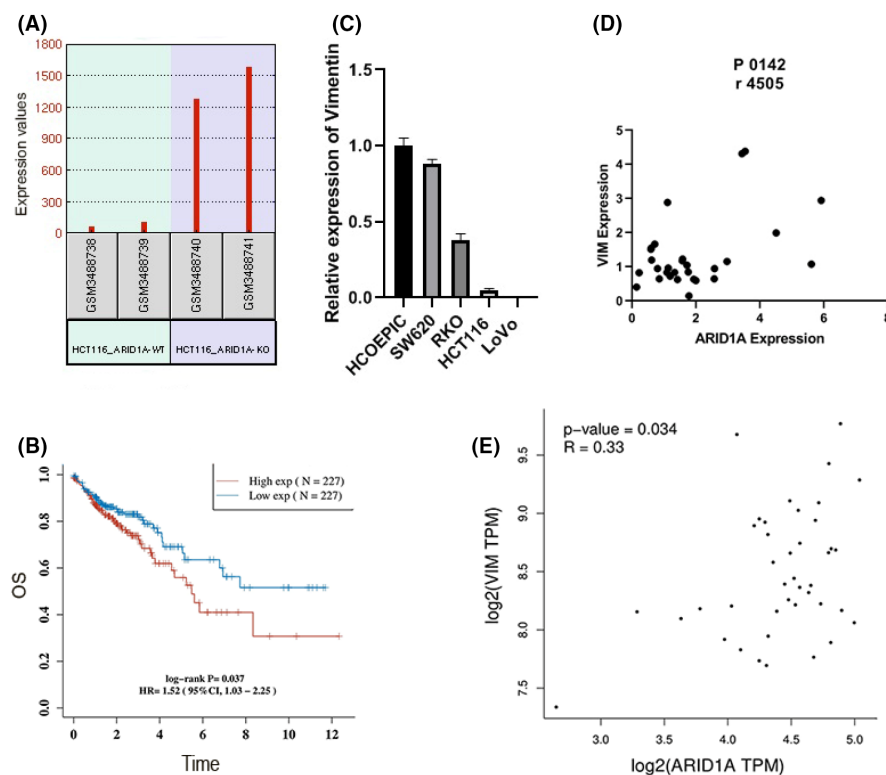 (A)
Expression values
1800
1500
1200
900
600
300
0
GSM3488738
GSM3488739
GSM3488740
GSM3488741
HCT116_ARID1A-WT
HCT116_ARID1A-KO
(C)
Relative expression of Vimentin
1.5
1.0
0.5
0.0
HCOEPIC
SW620
RKO
HCT116
LoVo
(D)
P 0142
r 4505
VIM Expression
5
4
3
2
1
0
0 2 4 6 8
ARID1A Expression
(B)
OS
1.0
0.8
0.6
0.4
0.2
0.0
High exp ( N = 227)
Low exp ( N = 227)
log-rank P= 0.037
HR= 1.52 ( 95%CI, 1.03 − 2.25 )
0 2 4 6 8 10 12
Time
(E)
p−value = 0.034
R = 0.33
log2(VIM TPM)
9.5
9.0
8.5
8.0
7.5
3.0 3.5 4.0 4.5 5.0
log2(ARID1A TPM)